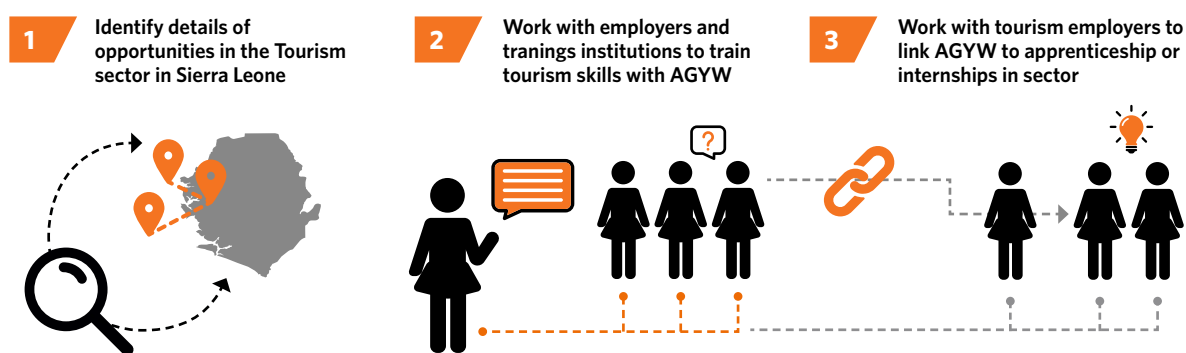 1
Identify details of
opportunities in the Tourism
sector in Sierra Leone
2
Work with employers and
tranings institutions to train
tourism skills with AGYW
?
3
Work with tourism employers to
link AGYW to apprenticeship or
internships in sector